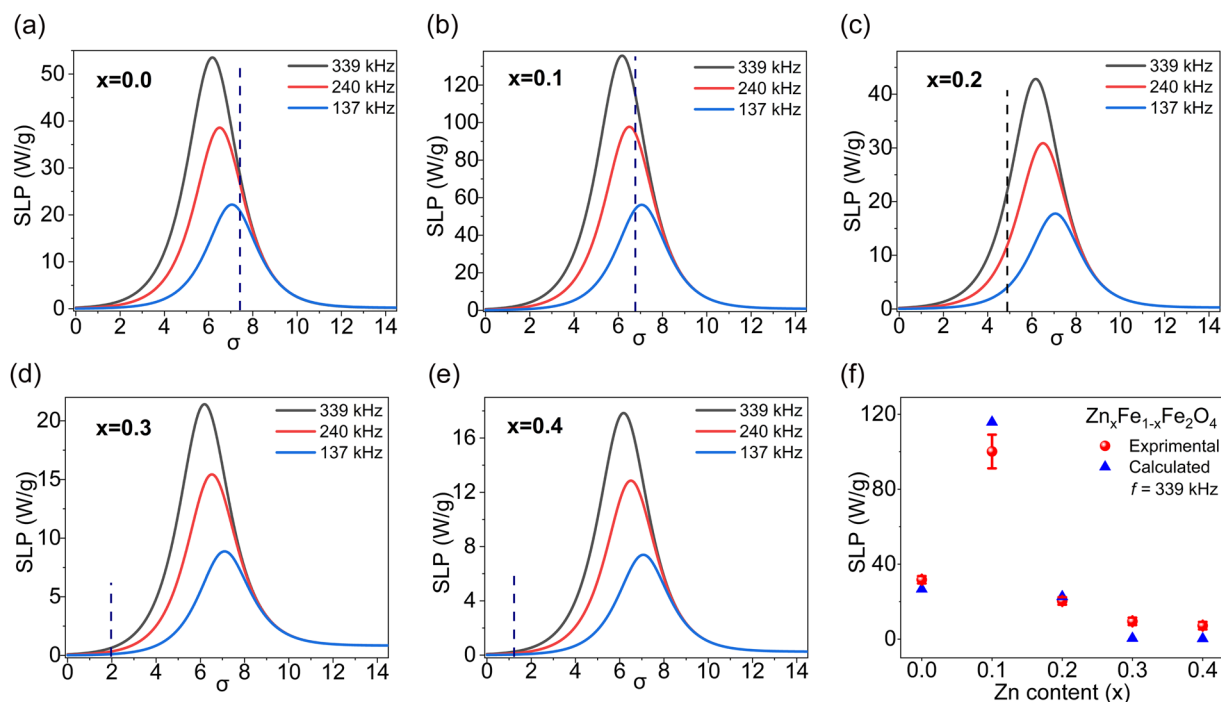 (a)
x=0.0
339 kHz
240 kHz
137 kHz
SLP (W/g)
50
40
30
20
10
0
0 2 4 6 8 10 12 14
σ
(b)
x=0.1
339 kHz
240 kHz
137 kHz
SLP (W/g)
120
100
80
60
40
20
0
0 2 4 6 8 10 12 14
σ
(c)
x=0.2
339 kHz
240 kHz
137 kHz
SLP (W/g)
40
30
20
10
0
0 2 4 6 8 10 12 14
σ
(d)
x=0.3
339 kHz
240 kHz
137 kHz
SLP (W/g)
20
15
10
5
0
0 2 4 6 8 10 12 14
σ
(e)
x=0.4
339 kHz
240 kHz
137 kHz
SLP (W/g)
16
12
8
4
0
0 2 4 6 8 10 12 14
σ
(f)
ZnₓFe₁₋ₓFe₂O₄
Exprimental
Calculated
f = 339 kHz
SLP (W/g)
120
80
40
0
0.0 0.1 0.2 0.3 0.4
Zn content (x)